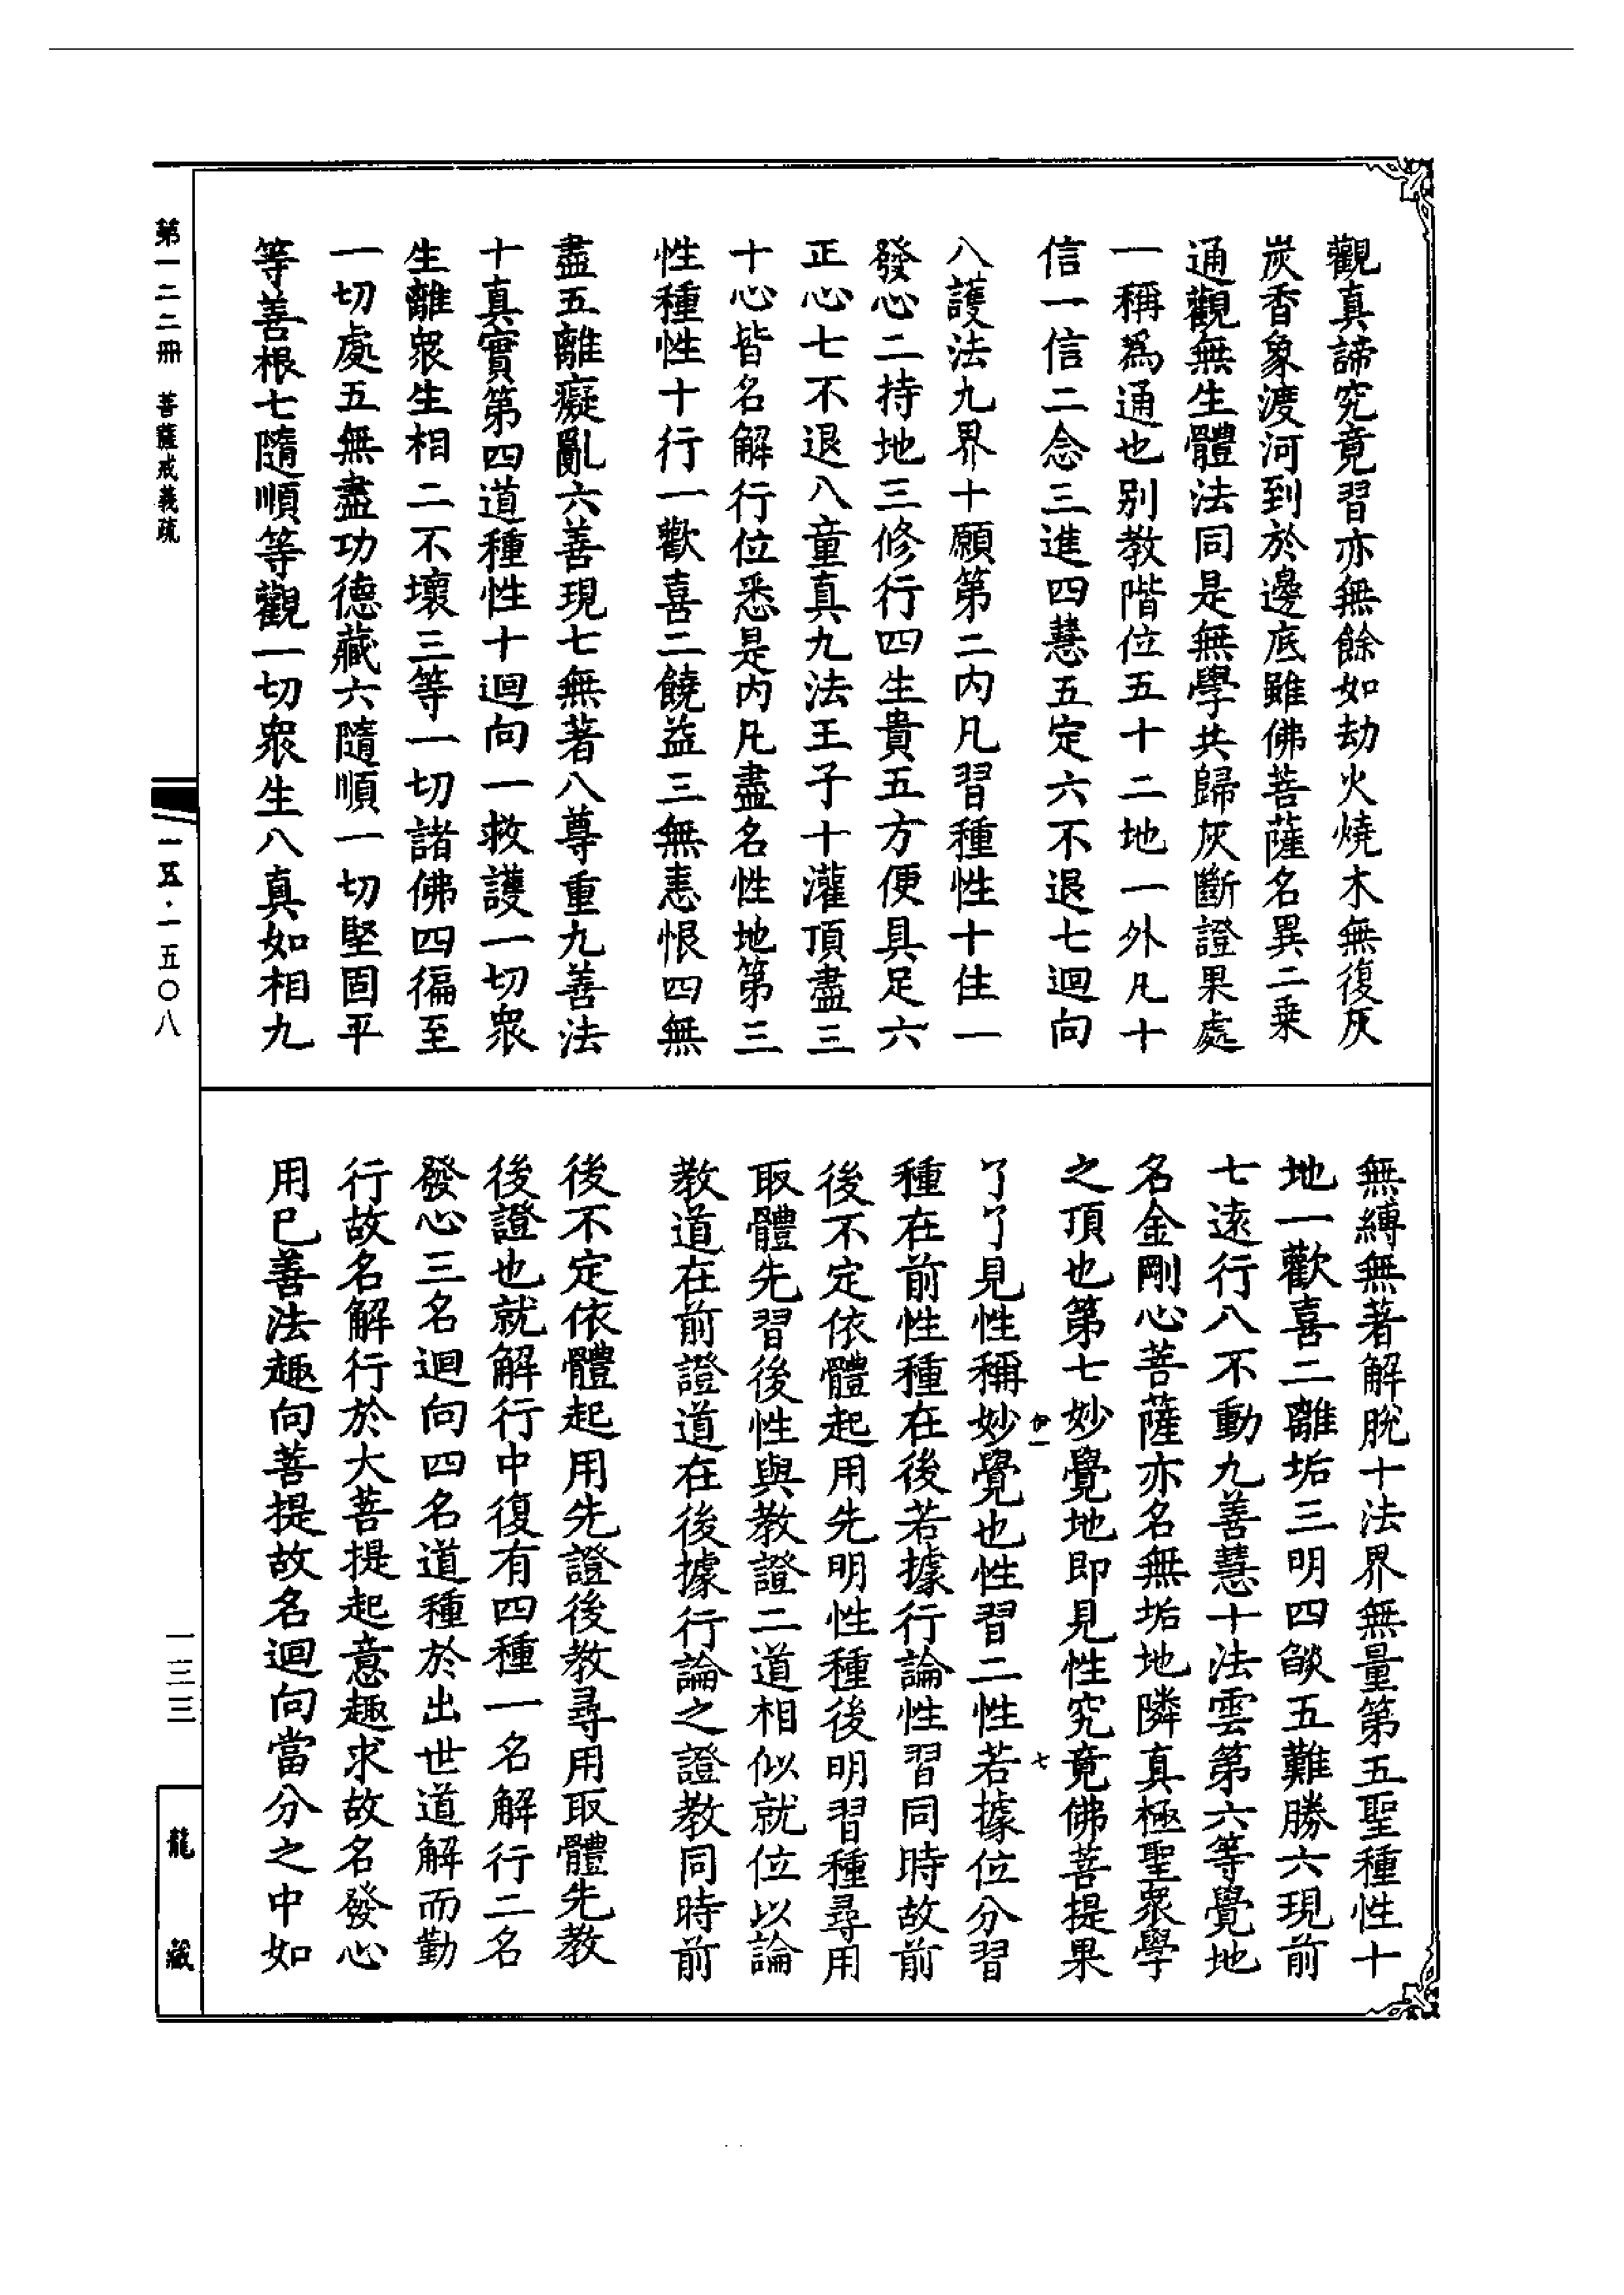 觀真諦究竟習亦無餘如劫火燒木無復灰
炭香象渡河到於邊底雖佛菩薩名異二乗
通觀無生體法同是無學共歸灰斷證果處
一稱為通也别教階位五十二地一外凡十
信一信二念三進四慧五定六不退七迴向
八護法九界十願第二内凡習種性十住一
發心二持地三修行四生貴五方便具足六
正心七不退八童真九法王子十灌頂盡三
十心皆名解行位悉是内凡盡名性地第三
性種性十行一歡喜二饒益三無恚恨四無
盡五離癡亂六善現七無著八尊重九善法
十真實第四道種性十迴向一救護一切衆
生離衆生相二不壞三等一切諸佛四徧至
一切處五無盡功德藏六隨順一切堅固平
等善根七隨順等觀一切衆生八真如相九
無縛無著解脫十法界無量第五聖種性十
地一歡喜二離垢三明四燄五難勝六現前
七遠行八不動九善慧十法雲第六等覺地
名金剛心菩薩亦名無垢地隣真極聖衆學
之頂也第七妙覺地即見性究竟佛菩提果
了了見性稱妙覺也性習二性若據位分習
種在前性種在後若據行論性習同時故前
後不定依體起用先明性種後明習種尋用
取體先習後性與教證二道相似就位以論
教道在前證道在後據行論之證教同時前
後不定依體起用先證後教尋用取體先教
後證也就解行中復有四種一名解行二名
發心三名迴向四名道種於出世道解而勤
行故名解行於大菩提起意趣求故名發心
用已善法趣向菩提故名迴向當分之中如
第一二二冊 菩薩戒義疏
一五·一五〇八
一三三
龍藏
七